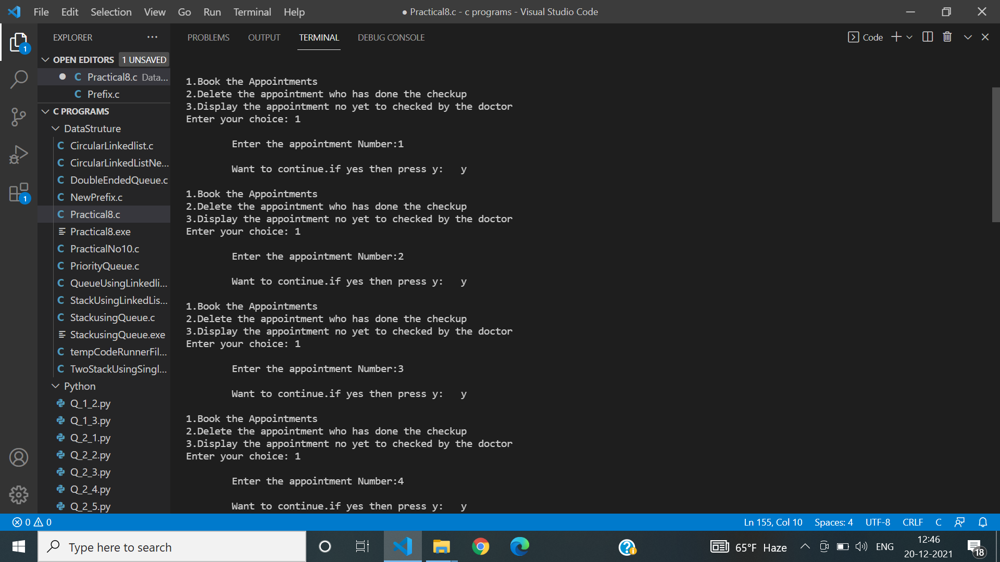 File Edit Selection View Go Run Terminal Help
● Practical8.c - c programs - Visual Studio Code
EXPLORER
PROBLEMS OUTPUT TERMINAL DEBUG CONSOLE
Code
OPEN EDITORS 1 UNSAVED
C Practical8.c Data...
C Prefix.c
C PROGRAMS
DataStruture
C CircularLinkedlist.c
C CircularLinkedListNe...
C DoubleEndedQueue.c
C NewPrefix.c
C Practical8.c
Practical8.exe
C PracticalNo10.c
C PriorityQueue.c
C QueueUsingLinkedli...
C StackUsingLinkedLis...
C StackusingQueue.c
StackusingQueue.exe
C tempCodeRunnerFil...
C TwoStackUsingSingl...
Python
Q_1_2.py
Q_1_3.py
Q_2_1.py
Q_2_2.py
Q_2_3.py
Q_2_4.py
Q_2_5.py
1
1
1.Book the Appointments
2.Delete the appointment who has done the checkup
3.Display the appointment no yet to checked by the doctor
Enter your choice: 1
Enter the appointment Number:1
Want to continue.if yes then press y: y
1.Book the Appointments
2.Delete the appointment who has done the checkup
3.Display the appointment no yet to checked by the doctor
Enter your choice: 1
Enter the appointment Number:2
Want to continue.if yes then press y: y
1.Book the Appointments
2.Delete the appointment who has done the checkup
3.Display the appointment no yet to checked by the doctor
Enter your choice: 1
Enter the appointment Number:3
Want to continue.if yes then press y: y
1.Book the Appointments
2.Delete the appointment who has done the checkup
3.Display the appointment no yet to checked by the doctor
Enter your choice: 1
Enter the appointment Number:4
Want to continue.if yes then press y: y
0 0
Ln 155, Col 10 Spaces: 4 UTF-8 CRLF C
Type here to search
65°F Haze
ENG
12:46
20-12-2021
18